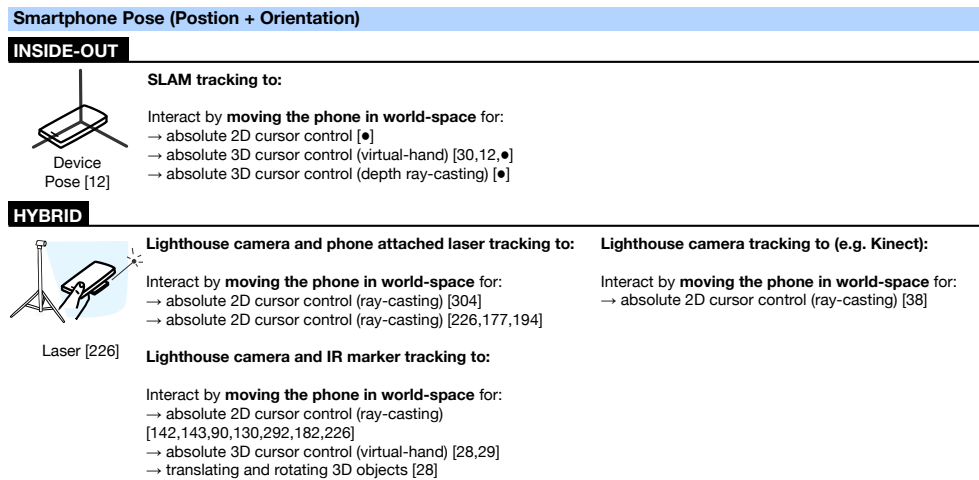 Smartphone Pose (Postion + Orientation)
INSIDE-OUT
Device
Pose [12]
SLAM tracking to:
Interact by moving the phone in world-space for:
→ absolute 2D cursor control [●]
→ absolute 3D cursor control (virtual-hand) [30,12,●]
→ absolute 3D cursor control (depth ray-casting) [●]
HYBRID
Laser [226]
Lighthouse camera and phone attached laser tracking to:
Interact by moving the phone in world-space for:
→ absolute 2D cursor control (ray-casting) [304]
→ absolute 2D cursor control (ray-casting) [226,177,194]
Lighthouse camera and IR marker tracking to:
Interact by moving the phone in world-space for:
→ absolute 2D cursor control (ray-casting)
[142,143,90,130,292,182,226]
→ absolute 3D cursor control (virtual-hand) [28,29]
→ translating and rotating 3D objects [28]
Lighthouse camera tracking to (e.g. Kinect):
Interact by moving the phone in world-space for:
→ absolute 2D cursor control (ray-casting) [38]